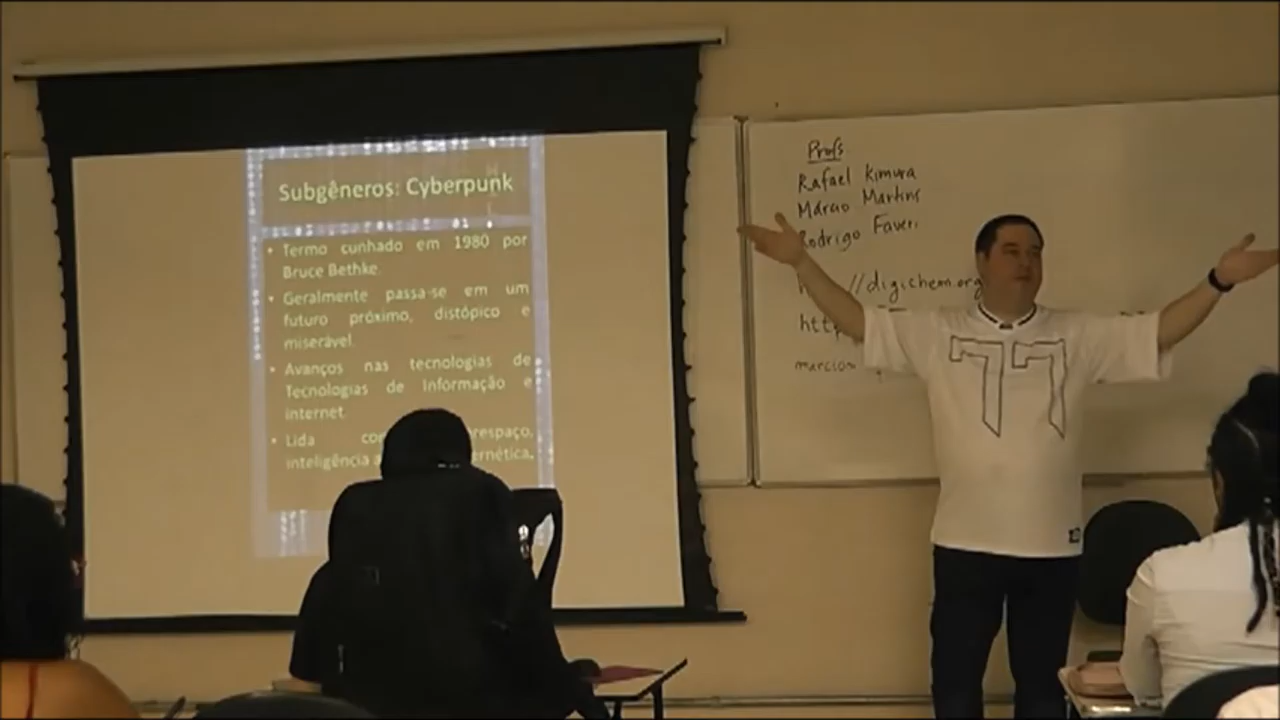 Subgêneros: Cyberpunk
• Termo cunhado em 1980 por
Bruce Bethke.
• Geralmente passa-se em um
futuro próximo, distópico e
miserável.
• Avanços nas tecnologias de
Tecnologias de Informação e
internet.
• Lida
inteligência
Profs
Rafael Kimura
Márcio Martins
Rodrigo Faveri
//digichem.org
http
77